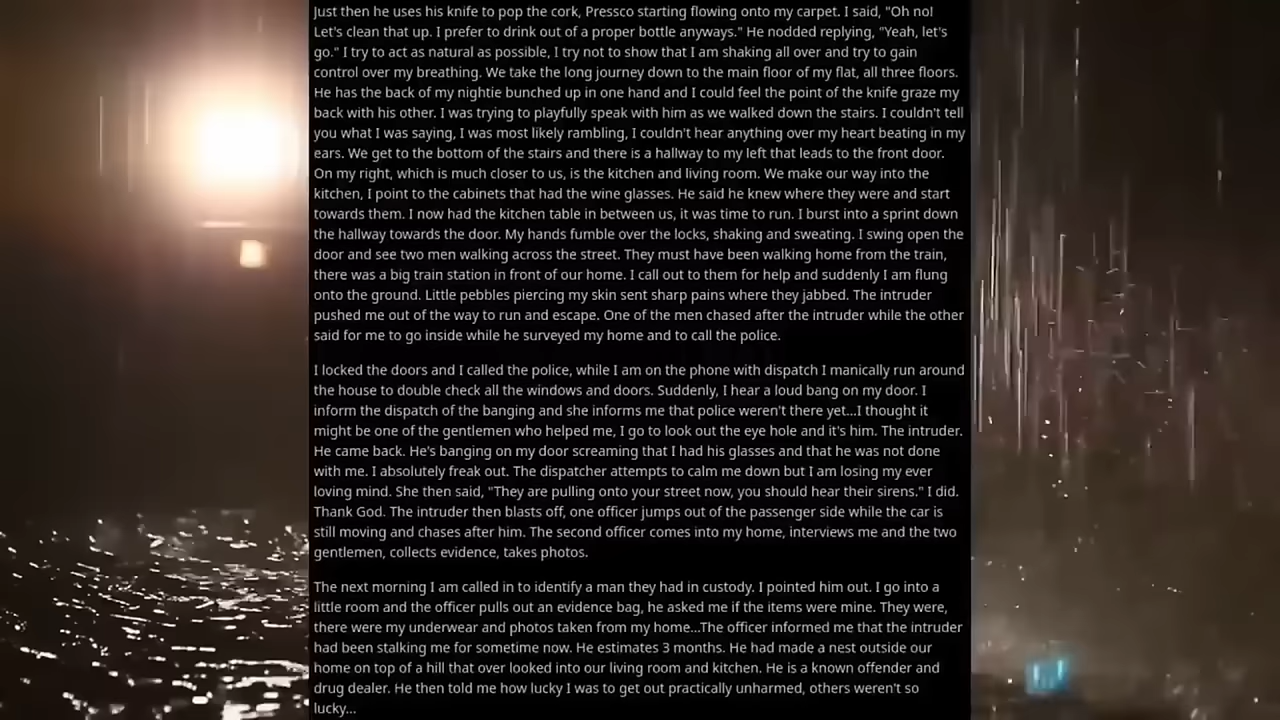 Just then he uses his knife to pop the cork, Pressco starting flowing onto my carpet. I said, "Oh no!
Let's clean that up. I prefer to drink out of a proper bottle anyways." He nodded replying, "Yeah, let's
go." I try to act as natural as possible, I try not to show that I am shaking all over and try to gain
control over my breathing. We take the long journey down to the main floor of my flat, all three floors.
He has the back of my nightie bunched up in one hand and I could feel the point of the knife graze my
back with his other. I was trying to playfully speak with him as we walked down the stairs. I couldn't tell
you what I was saying, I was most likely rambling, I couldn't hear anything over my heart beating in my
ears. We get to the bottom of the stairs and there is a hallway to my left that leads to the front door.
On my right, which is much closer to us, is the kitchen and living room. We make our way into the
kitchen, I point to the cabinets that had the wine glasses. He said he knew where they were and start
towards them. I now had the kitchen table in between us, it was time to run. I burst into a sprint down
the hallway towards the door. My hands fumble over the locks, shaking and sweating. I swing open the
door and see two men walking across the street. They must have been walking home from the train,
there was a big train station in front of our home. I call out to them for help and suddenly I am flung
onto the ground. Little pebbles piercing my skin sent sharp pains where they jabbed. The intruder
pushed me out of the way to run and escape. One of the men chased after the intruder while the other
said for me to go inside while he surveyed my home and to call the police.
I locked the doors and I called the police, while I am on the phone with dispatch I manically run around
the house to double check all the windows and doors. Suddenly, I hear a loud bang on my door. I
inform the dispatch of the banging and she informs me that police weren't there yet...I thought it
might be one of the gentlemen who helped me, I go to look out the eye hole and it's him. The intruder.
He came back. He's banging on my door screaming that I had his glasses and that he was not done
with me. I absolutely freak out. The dispatcher attempts to calm me down but I am losing my ever
loving mind. She then said, "They are pulling onto your street now, you should hear their sirens." I did.
Thank God. The intruder then blasts off, one officer jumps out of the passenger side while the car is
still moving and chases after him. The second officer comes into my home, interviews me and the two
gentlemen, collects evidence, takes photos.
The next morning I am called in to identify a man they had in custody. I pointed him out. I go into a
little room and the officer pulls out an evidence bag, he asked me if the items were mine. They were,
there were my underwear and photos taken from my home...The officer informed me that the intruder
had been stalking me for sometime now. He estimates 3 months. He had made a nest outside our
home on top of a hill that over looked into our living room and kitchen. He is a known offender and
drug dealer. He then told me how lucky I was to get out practically unharmed, others weren't so
lucky...